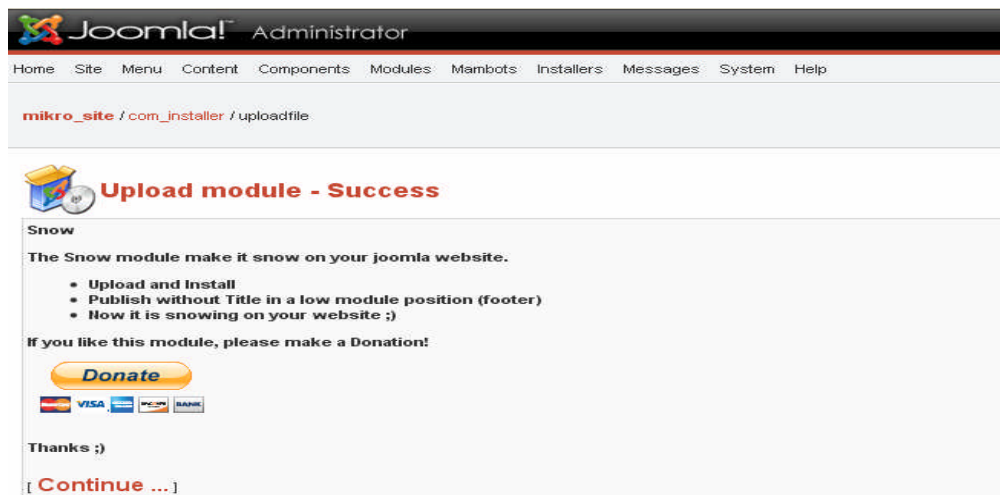 Joomla!™ Administrator
Home Site Menu Content Components Modules Mambots Installers Messages System Help
mikro_site / com_installer / uploadfile
Upload module - Success
Snow
The Snow module make it snow on your joomla website.
• Upload and Install
• Publish without Title in a low module position (footer)
• Now it is snowing on your website ;)
If you like this module, please make a Donation!
Donate
VISA BANK
Thanks ;)
[ Continue ... ]